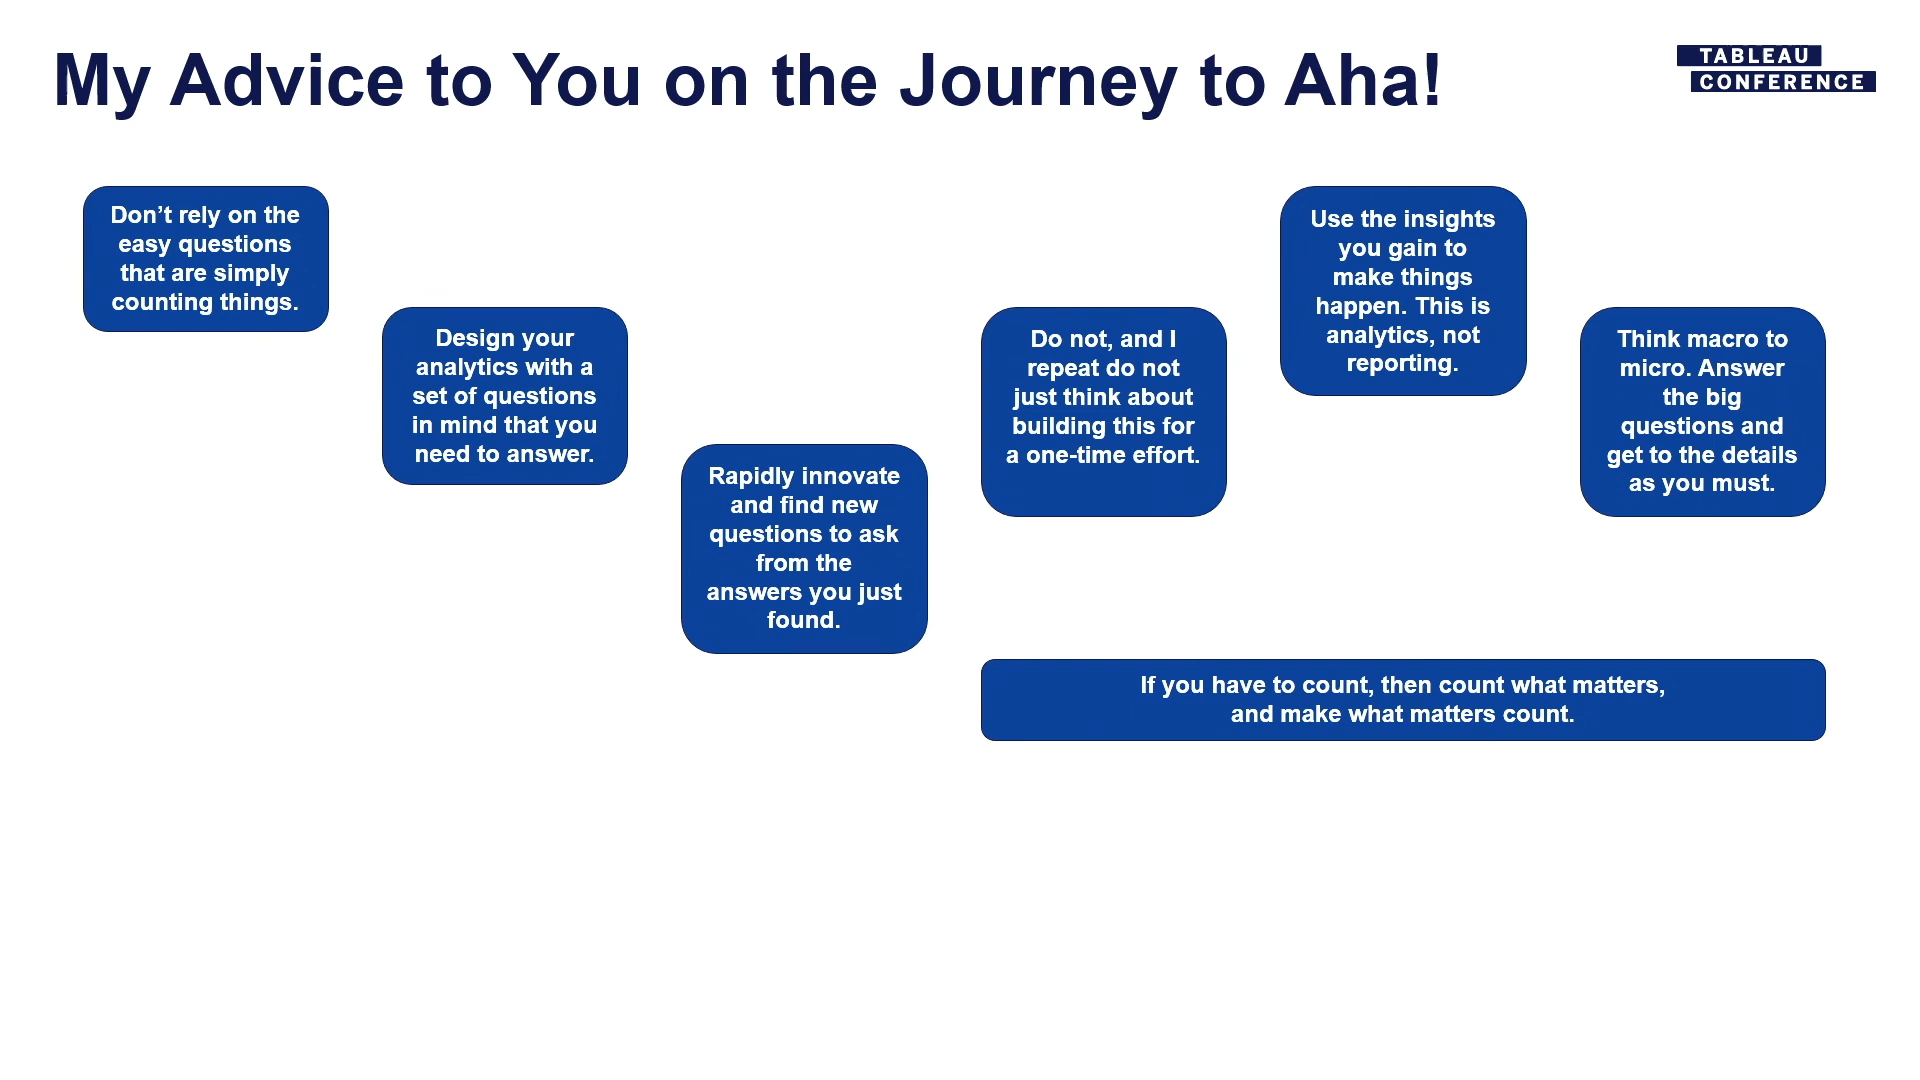 My Advice to You on the Journey to Aha!
TABLEAU
CONFERENCE
Don’t rely on the
easy questions
that are simply
counting things.
Design your
analytics with a
set of questions
in mind that you
need to answer.
Rapidly innovate
and find new
questions to ask
from the
answers you just
found.
Do not, and I
repeat do not
just think about
building this for
a one-time effort.
Use the insights
you gain to
make things
happen. This is
analytics, not
reporting.
Think macro to
micro. Answer
the big
questions and
get to the details
as you must.
If you have to count, then count what matters,
and make what matters count.